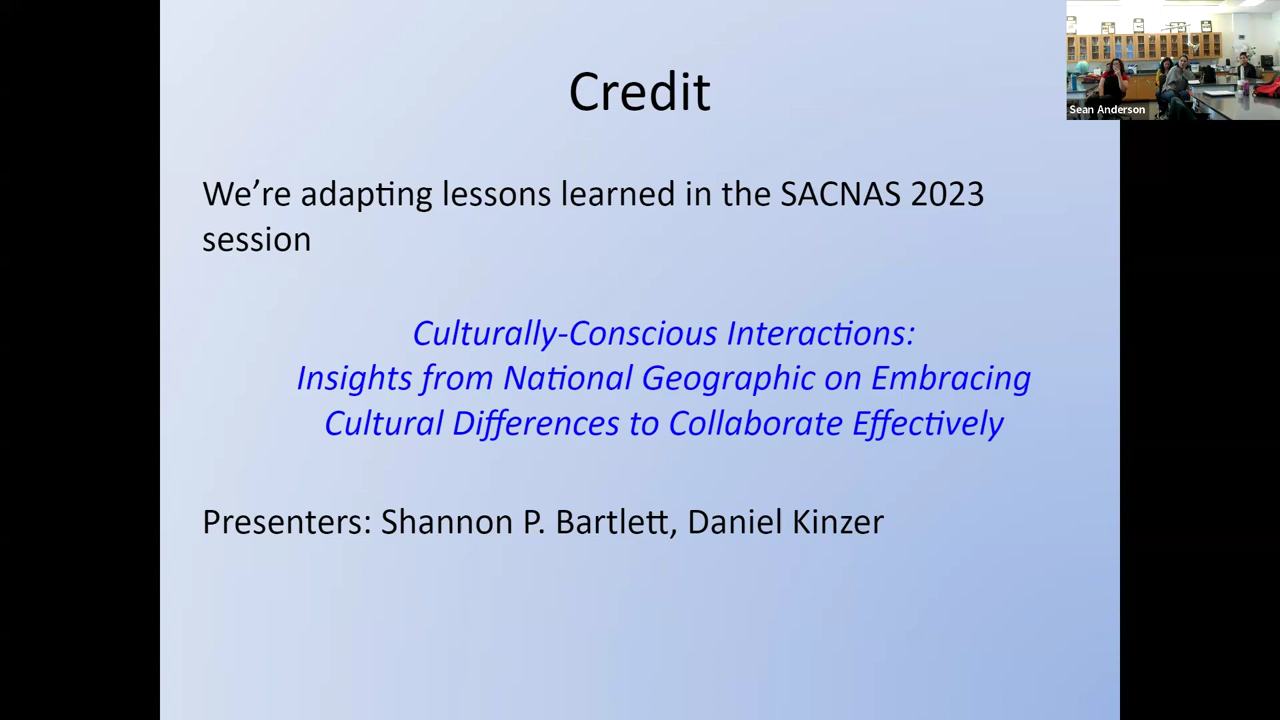 Credit
Sean Anderson
We’re adapting lessons learned in the SACNAS 2023
session
Culturally-Conscious Interactions:
Insights from National Geographic on Embracing
Cultural Differences to Collaborate Effectively
Presenters: Shannon P. Bartlett, Daniel Kinzer